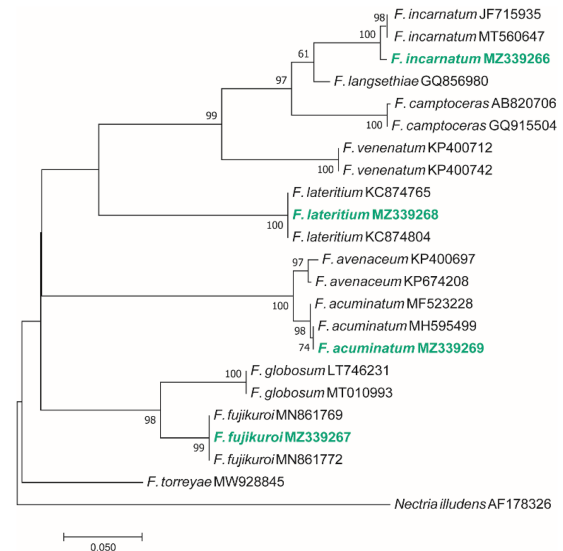 98
F. incarnatum JF715935
100
F. incarnatum MT560647
61
F. incarnatum MZ339266
97
F. langsethiae GQ856980
F. camptoceras AB820706
99
100
F. camptoceras GQ915504
F. venenatum KP400712
100
F. venenatum KP400742
F. lateritium KC874765
F. lateritium MZ339268
100
F. lateritium KC874804
97
F. avenaceum KP400697
F. avenaceum KP674208
100
F. acuminatum MF523228
98
F. acuminatum MH595499
74
F. acuminatum MZ339269
100
F. globosum LT746231
F. globosum MT010993
98
F. fujikuroi MN861769
F. fujikuroi MZ339267
99
F. fujikuroi MN861772
F. torreyae MW928845
Nectria illudens AF178326
0.050